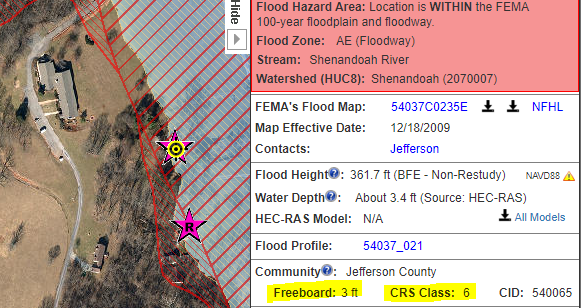 Hide
Flood Hazard Area: Location is WITHIN the FEMA
100-year floodplain and floodway.
Flood Zone: AE (Floodway)
Stream: Shenandoah River
Watershed (HUC8): Shenandoah (2070007)
FEMA's Flood Map: 54037C0235E NFHL
Map Effective Date: 12/18/2009
Contacts: Jefferson
Flood Height?: 361.7 ft (BFE - Non-Restudy) NAVD88
Water Depth?: About 3.4 ft (Source: HEC-RAS)
HEC-RAS Model: N/A All Models
Flood Profile: 54037_021
Community?: Jefferson County
Freeboard: 3 ft CRS Class: 6 CID: 540065
R